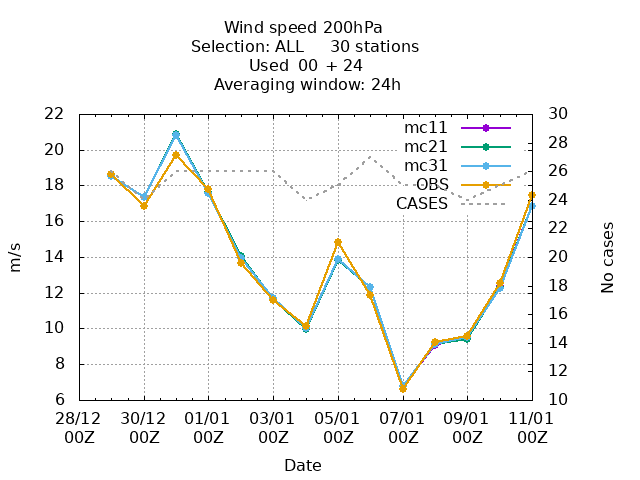 Wind speed 200hPa
Selection: ALL 30 stations
Used 00 + 24
Averaging window: 24h
22 30
20 28
18 26
16 24
14 22
12 20
10 18
8 16
6 14
12
10
mc11
mc21
mc31
OBS
CASES
m/s
No cases
28/12 30/12 01/01 03/01 05/01 07/01 09/01 11/01
00Z 00Z 00Z 00Z 00Z 00Z 00Z 00Z
Date